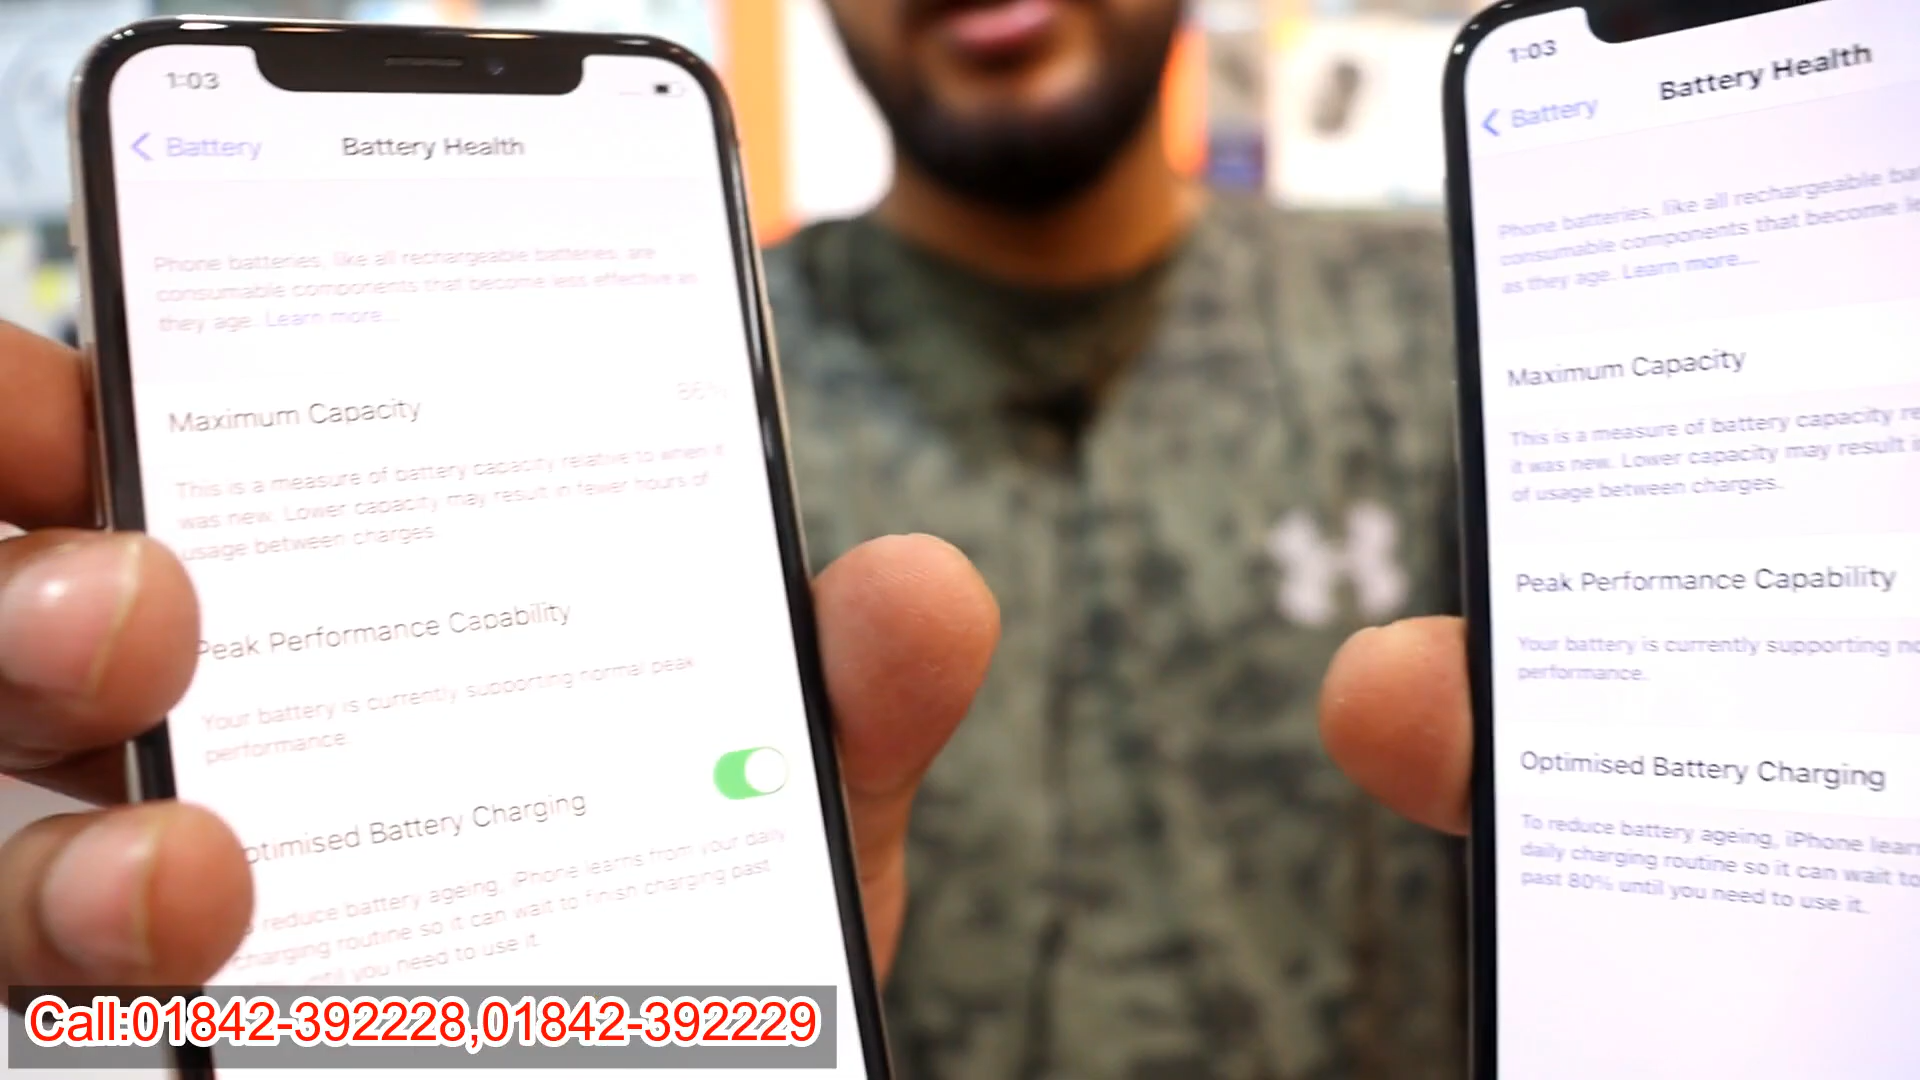 1:03
Battery
Battery Health
Phone batteries, like all rechargeable batteries, are
consumable components that become less effective as
they age. Learn more...
Maximum Capacity
This is a measure of battery capacity relative to when it
was new. Lower capacity may result in fewer hours of
usage between charges.
Peak Performance Capability
Your battery is currently supporting normal peak
performance.
ptimised Battery Charging
reduce battery ageing, iPhone learns from your daily
charging routine so it can wait to finish charging past
until you need to use it.
1:03
Battery
Battery Health
Phone batteries, like all rechargeable
consumable components that become
as they age. Learn more...
Maximum Capacity
This is a measure of battery capacity
it was new. Lower capacity may result
of usage between charges.
Peak Performance Capability
Your battery is currently supporting
performance.
Optimised Battery Charging
To reduce battery ageing, iPhone
daily charging routine so it can wait to
past 80% until you need to use it.
Call:01842-392228,01842-392229